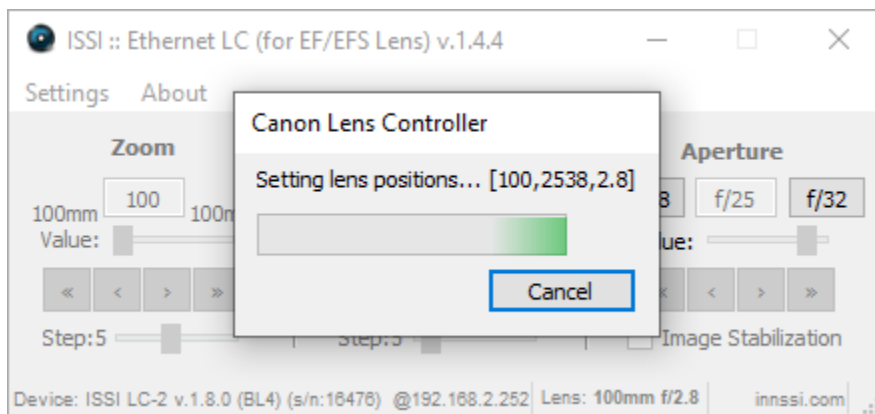 ISSI :: Ethernet LC (for EF/EFS Lens) v.1.4.4
Settings About
Canon Lens Controller
Setting lens positions... [100,2538,2.8]
Cancel
Zoom
100mm 100
Value:
« < > »
Step:5
Step:5
Aperture
f/25 f/32
« < > »
Image Stabilization
Device: ISSI LC-2 v.1.8.0 (BL4) (s/n:16476) @192.168.2.252 Lens: 100mm f/2.8 innssi.com